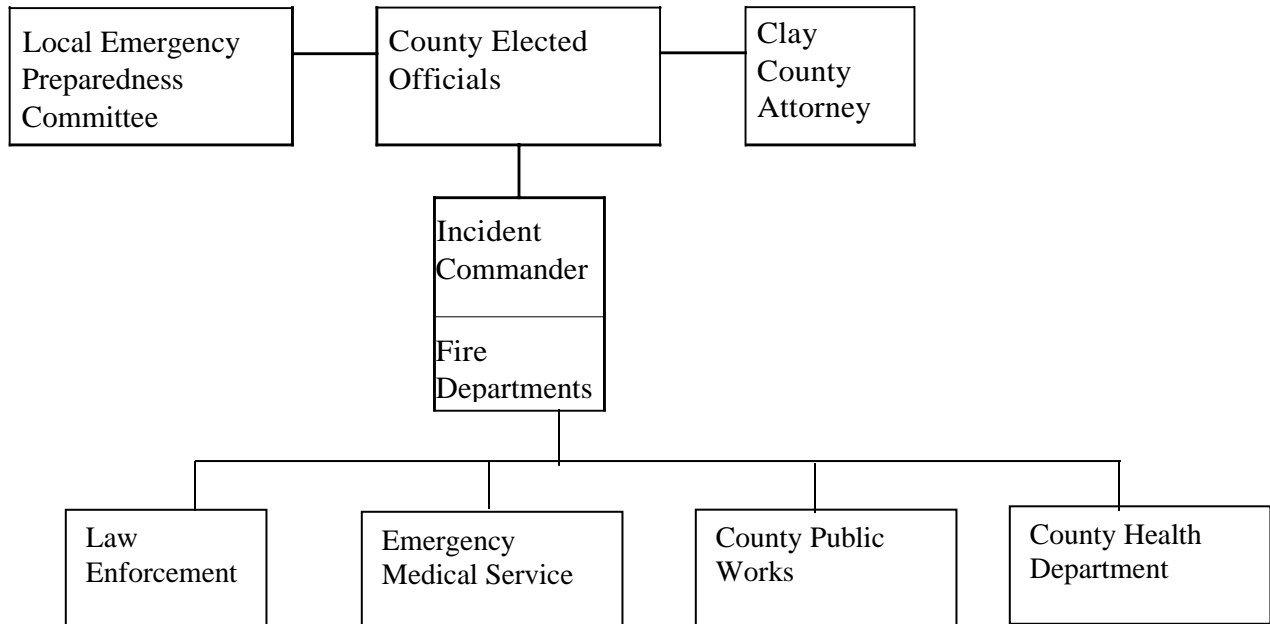 Local Emergency
Preparedness
Committee
County Elected
Officials
Clay
County
Attorney
Incident
Commander
Fire
Departments
Law
Enforcement
Emergency
Medical Service
County Public
Works
County Health
Department